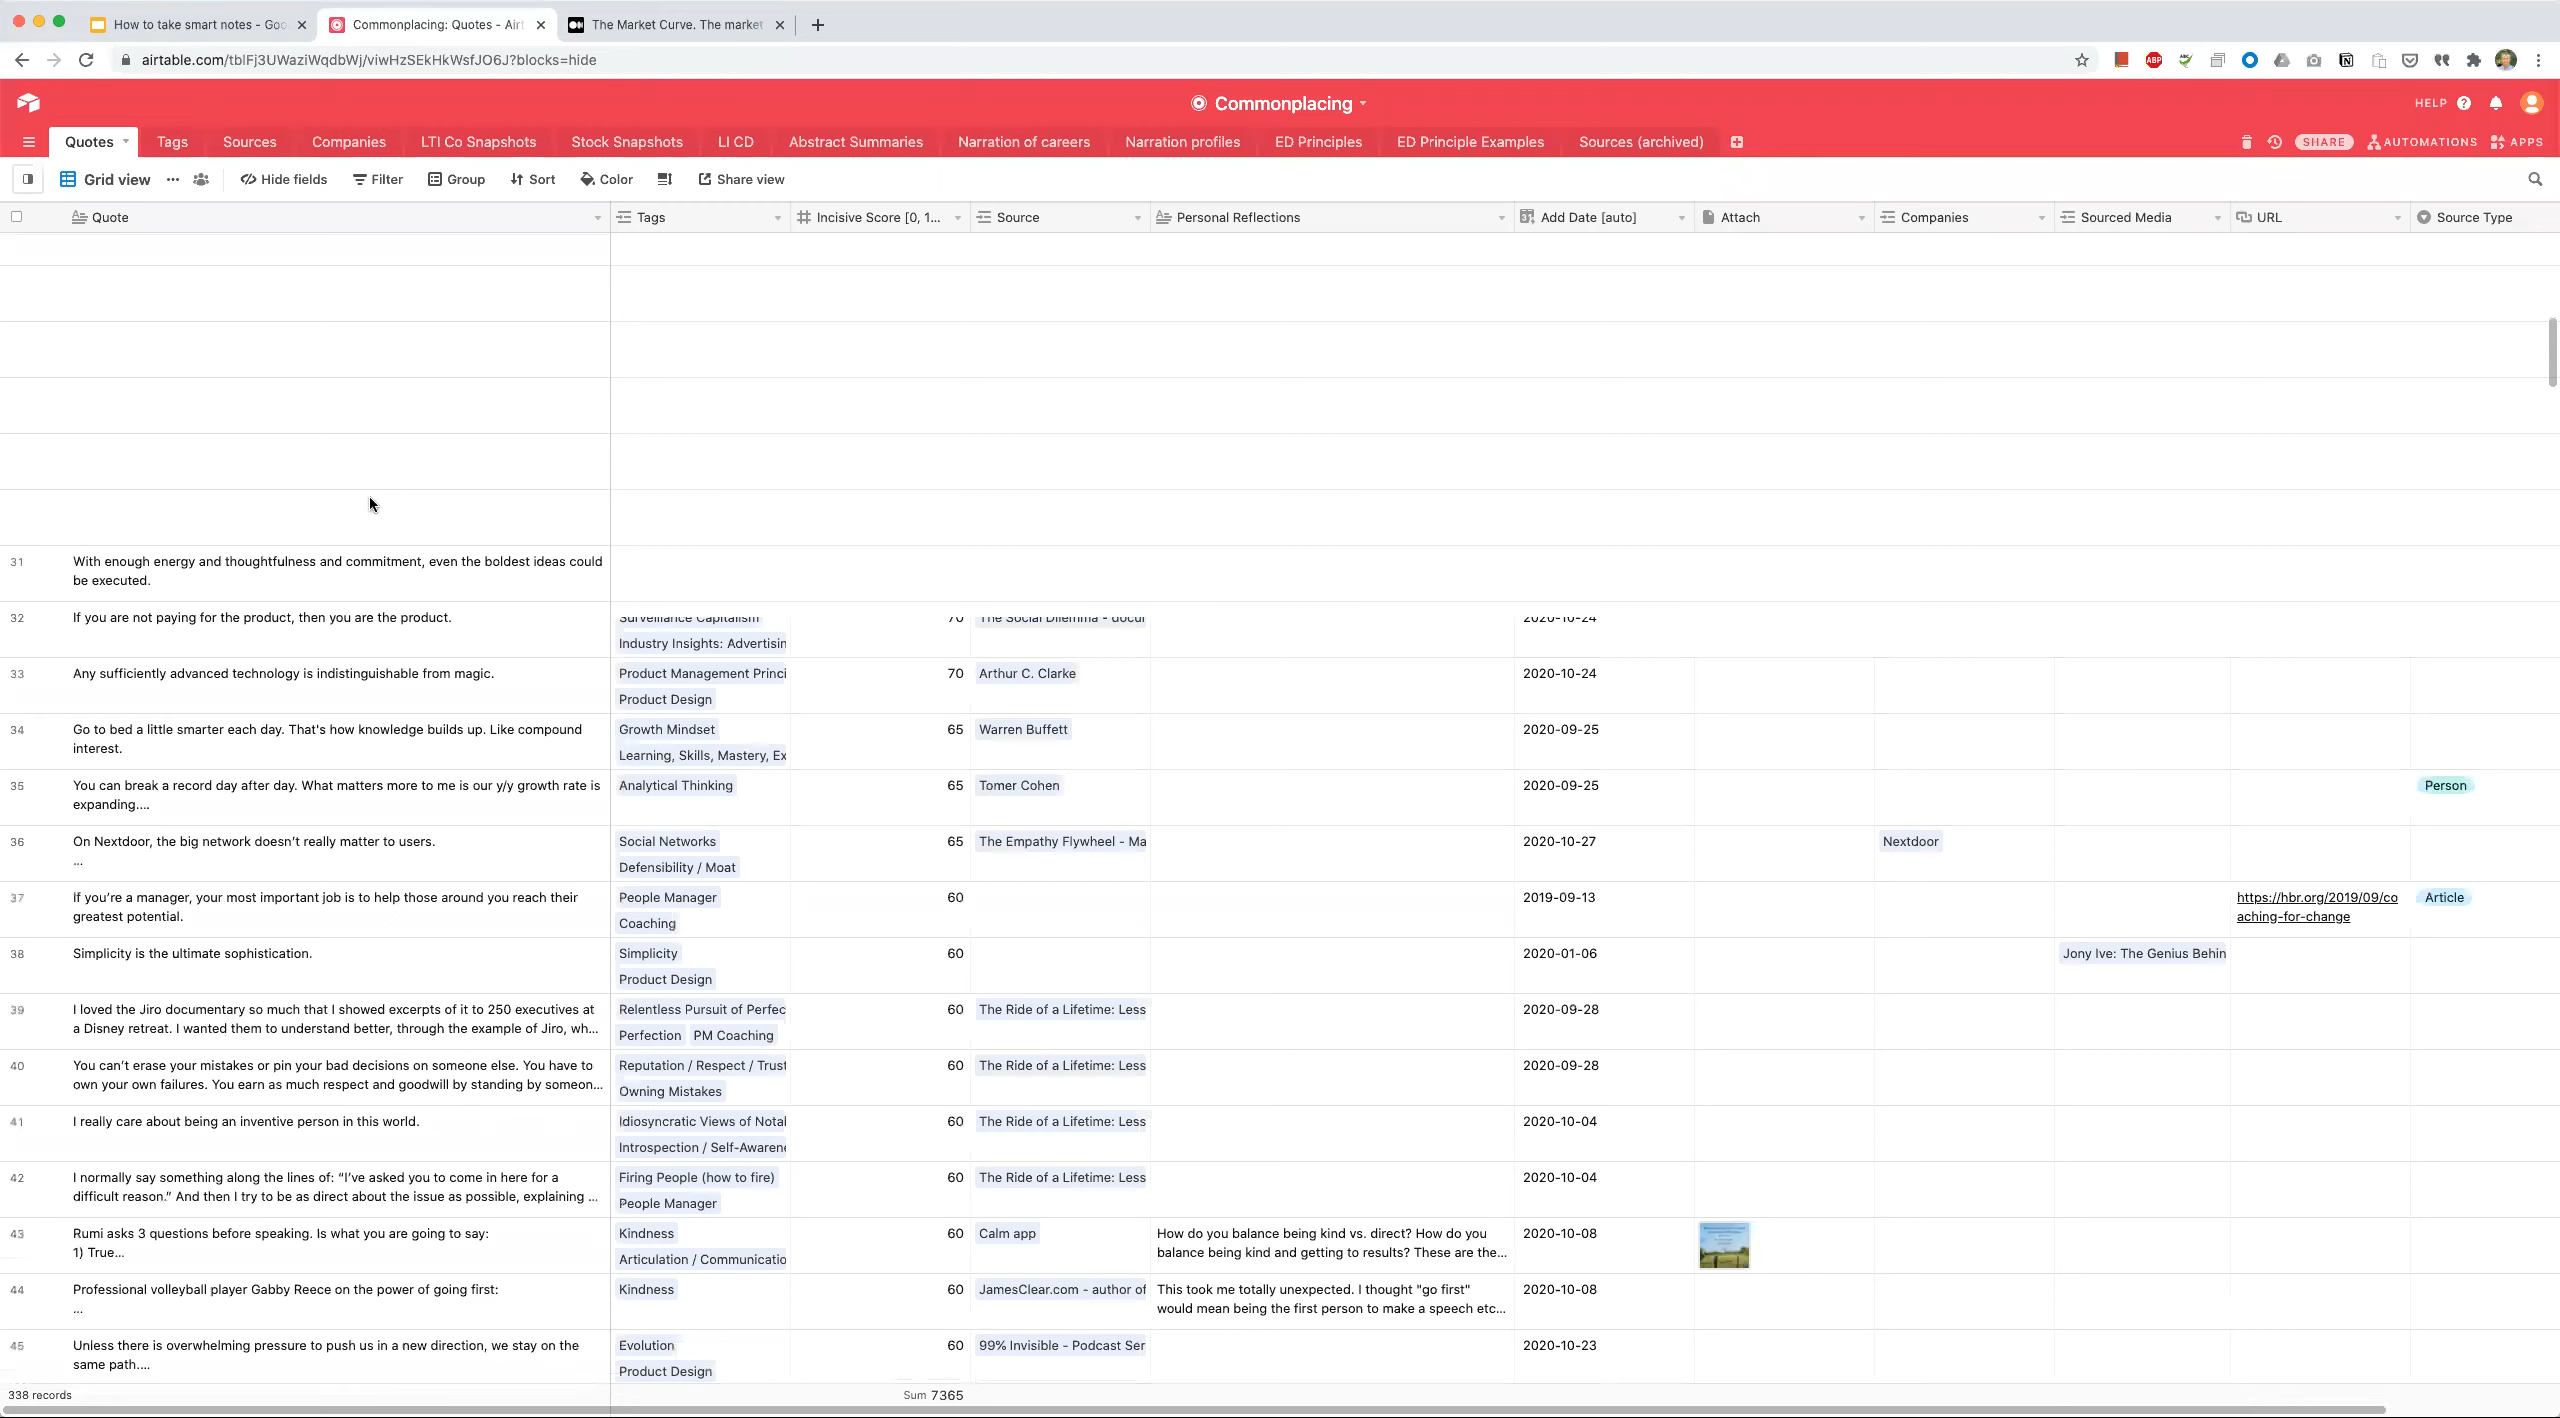 How to take smart notes - Goo
Commonplacing: Quotes - Airt
The Market Curve. The market
airtable.com/tblFj3UWaziWqdbWj/viwHzSEkHkWsfJO6J?blocks=hide
ABP
Commonplacing
HELP
Quotes
Tags
Sources
Companies
LTI Co Snapshots
Stock Snapshots
LI CD
Abstract Summaries
Narration of careers
Narration profiles
ED Principles
ED Principle Examples
Sources (archived)
SHARE
AUTOMATIONS
APPS
Grid view
Hide fields
Filter
Group
Sort
Color
Share view
Quote
Tags
Incisive Score [0, 1...
Source
Personal Reflections
Add Date [auto]
Attach
Companies
Sourced Media
URL
Source Type
31
With enough energy and thoughtfulness and commitment, even the boldest ideas could
be executed.
32
If you are not paying for the product, then you are the product.
Surveillance Capitalism
Industry Insights: Advertisin
70
The Social Dilemma - docu
2020-10-24
33
Any sufficiently advanced technology is indistinguishable from magic.
Product Management Princi
Product Design
70
Arthur C. Clarke
2020-10-24
34
Go to bed a little smarter each day. That's how knowledge builds up. Like compound
interest.
Growth Mindset
Learning, Skills, Mastery, Ex
65
Warren Buffett
2020-09-25
35
You can break a record day after day. What matters more to me is our y/y growth rate is
expanding....
Analytical Thinking
65
Tomer Cohen
2020-09-25
Person
36
On Nextdoor, the big network doesn’t really matter to users.
...
Social Networks
Defensibility / Moat
65
The Empathy Flywheel - Ma
2020-10-27
Nextdoor
37
If you’re a manager, your most important job is to help those around you reach their
greatest potential.
People Manager
Coaching
60
2019-09-13
https://hbr.org/2019/09/co
aching-for-change
Article
38
Simplicity is the ultimate sophistication.
Simplicity
Product Design
60
2020-01-06
Jony Ive: The Genius Behin
39
I loved the Jiro documentary so much that I showed excerpts of it to 250 executives at
a Disney retreat. I wanted them to understand better, through the example of Jiro, wh...
Relentless Pursuit of Perfec
Perfection PM Coaching
60
The Ride of a Lifetime: Less
2020-09-28
40
You can’t erase your mistakes or pin your bad decisions on someone else. You have to
own your own failures. You earn as much respect and goodwill by standing by someon...
Reputation / Respect / Trust
Owning Mistakes
60
The Ride of a Lifetime: Less
2020-09-28
41
I really care about being an inventive person in this world.
Idiosyncratic Views of Notal
Introspection / Self-Awarene
60
The Ride of a Lifetime: Less
2020-10-04
42
I normally say something along the lines of: “I’ve asked you to come in here for a
difficult reason.” And then I try to be as direct about the issue as possible, explaining ...
Firing People (how to fire)
People Manager
60
The Ride of a Lifetime: Less
2020-10-04
43
Rumi asks 3 questions before speaking. Is what you are going to say:
1) True...
Kindness
Articulation / Communicatio
60
Calm app
How do you balance being kind vs. direct? How do you
balance being kind and getting to results? These are the...
2020-10-08
44
Professional volleyball player Gabby Reece on the power of going first:
...
Kindness
60
JamesClear.com - author of
This took me totally unexpected. I thought "go first"
would mean being the first person to make a speech etc...
2020-10-08
45
Unless there is overwhelming pressure to push us in a new direction, we stay on the
same path....
Evolution
Product Design
60
99% Invisible - Podcast Ser
2020-10-23
338 records
Sum 7365